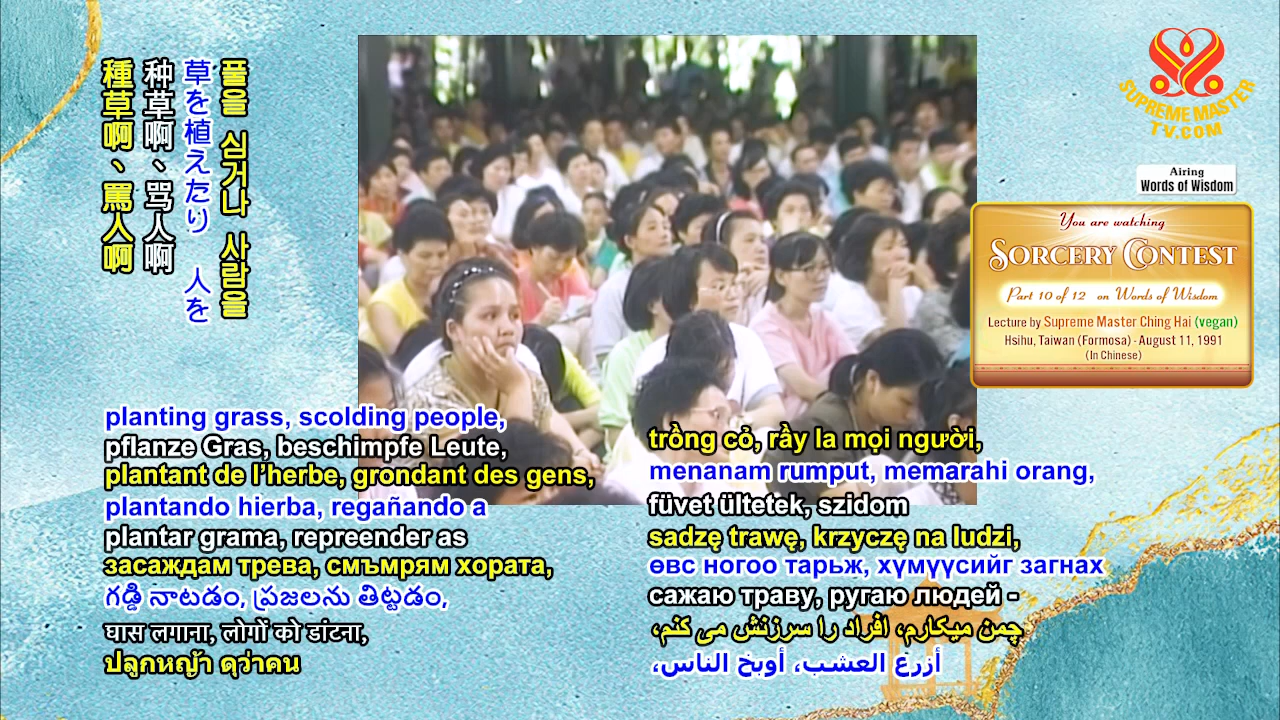 種草啊、罵人啊
种草啊、骂人啊
草を植えたり 人を
풀을 심거나 사람을
SUPREME MASTER
TV.COM
Airing
Words of Wisdom
You are watching
SORCERY CONTEST
Part 10 of 12 on Words of Wisdom
Lecture by Supreme Master Ching Hai (vegan)
Hsihu, Taiwan (Formosa) - August 11, 1991
(In Chinese)
planting grass, scolding people,
pflanze Gras, beschimpfe Leute,
plantant de l’herbe, grondant des gens,
plantando hierba, regañando a
plantar grama, repreender as
засаждам трева, смъмрям хората,
గడ్డి నాటడం, ప్రజలను తిట్టడం,
घास लगाना, लोगों को डांटना,
ปลูกหญ้า ดุว่าคน
trồng cỏ, rầy la mọi người,
menanam rumput, memarahi orang,
füvet ültetek, szidom
sadzę trawę, krzyczę na ludzi,
өвс ногоо тарьж, хүмүүсийг загнах
сажаю траву, ругаю людей -
چمن میکارم، افراد را سرزنش می کنم،
أزرع العشب، أوبخ الناس،